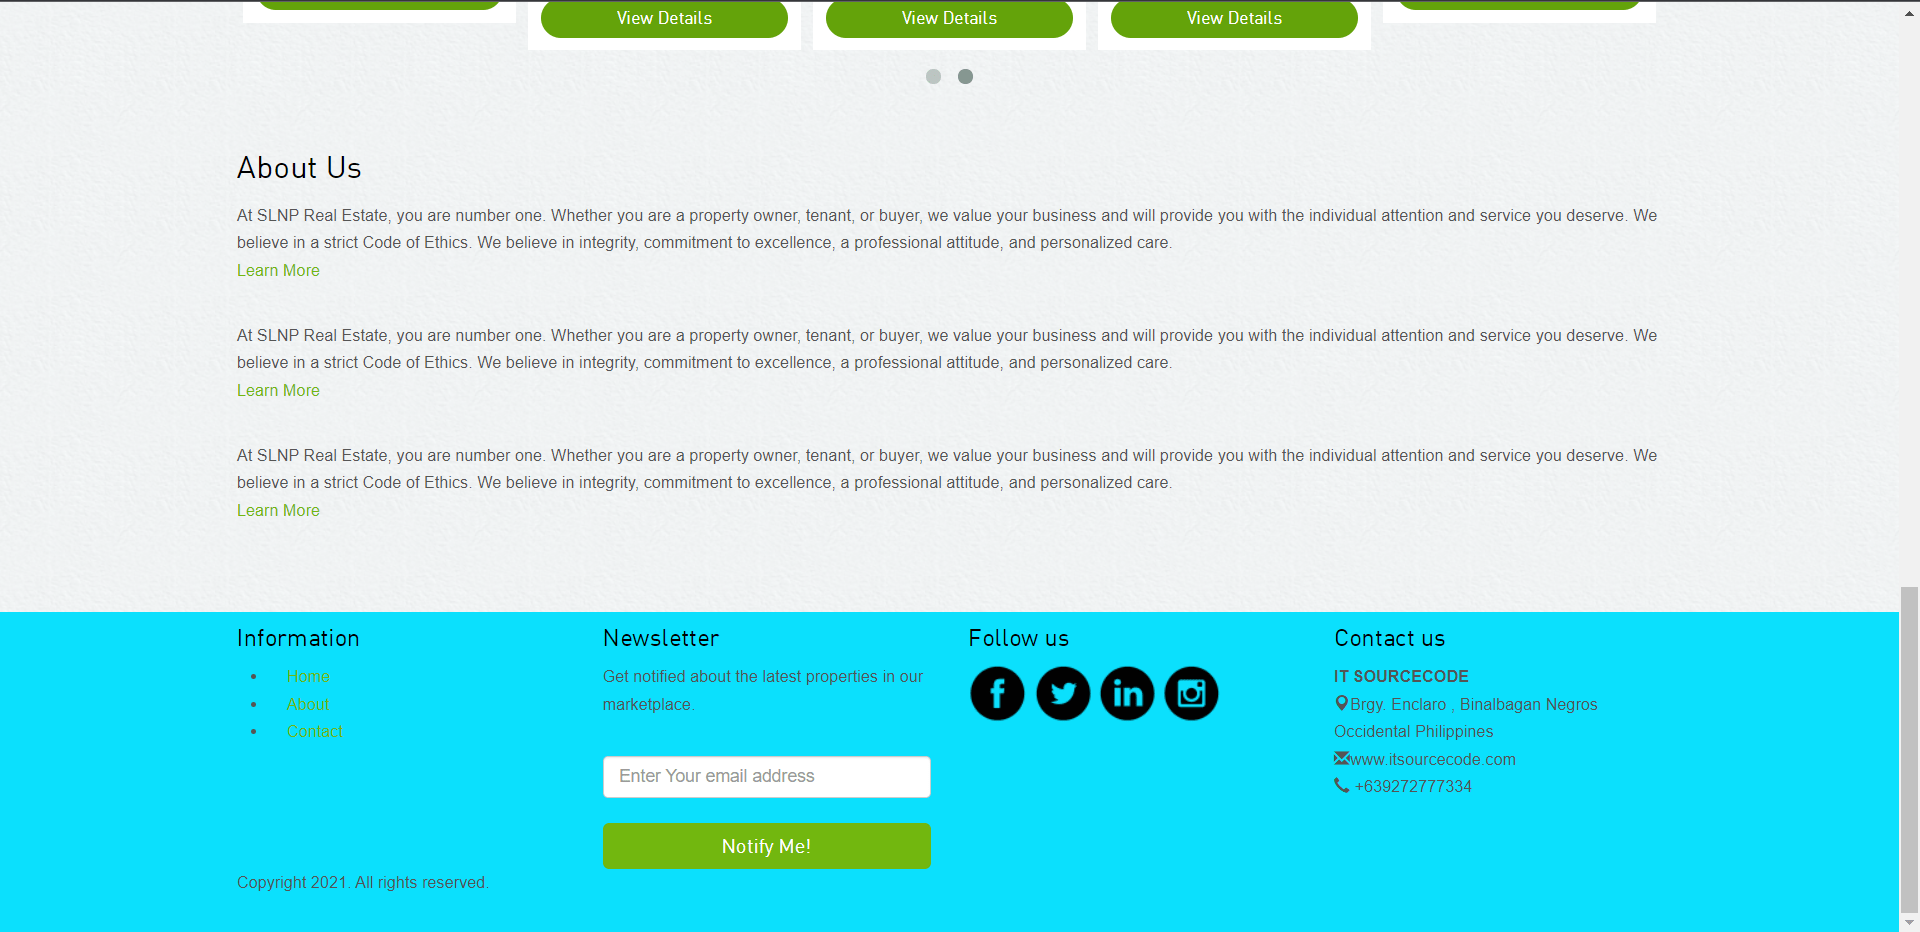 View Details
View Details
View Details
About Us
At SLNP Real Estate, you are number one. Whether you are a property owner, tenant, or buyer, we value your business and will provide you with the individual attention and service you deserve. We
believe in a strict Code of Ethics. We believe in integrity, commitment to excellence, a professional attitude, and personalized care.
Learn More
At SLNP Real Estate, you are number one. Whether you are a property owner, tenant, or buyer, we value your business and will provide you with the individual attention and service you deserve. We
believe in a strict Code of Ethics. We believe in integrity, commitment to excellence, a professional attitude, and personalized care.
Learn More
At SLNP Real Estate, you are number one. Whether you are a property owner, tenant, or buyer, we value your business and will provide you with the individual attention and service you deserve. We
believe in a strict Code of Ethics. We believe in integrity, commitment to excellence, a professional attitude, and personalized care.
Learn More
Information
Home
About
Contact
Newsletter
Get notified about the latest properties in our
marketplace.
Enter Your email address
Notify Me!
Follow us
Contact us
IT SOURCECODE
Brgy. Enclaro , Binalbagan Negros
Occidental Philippines
www.itsourcecode.com
+639272777334
Copyright 2021. All rights reserved.